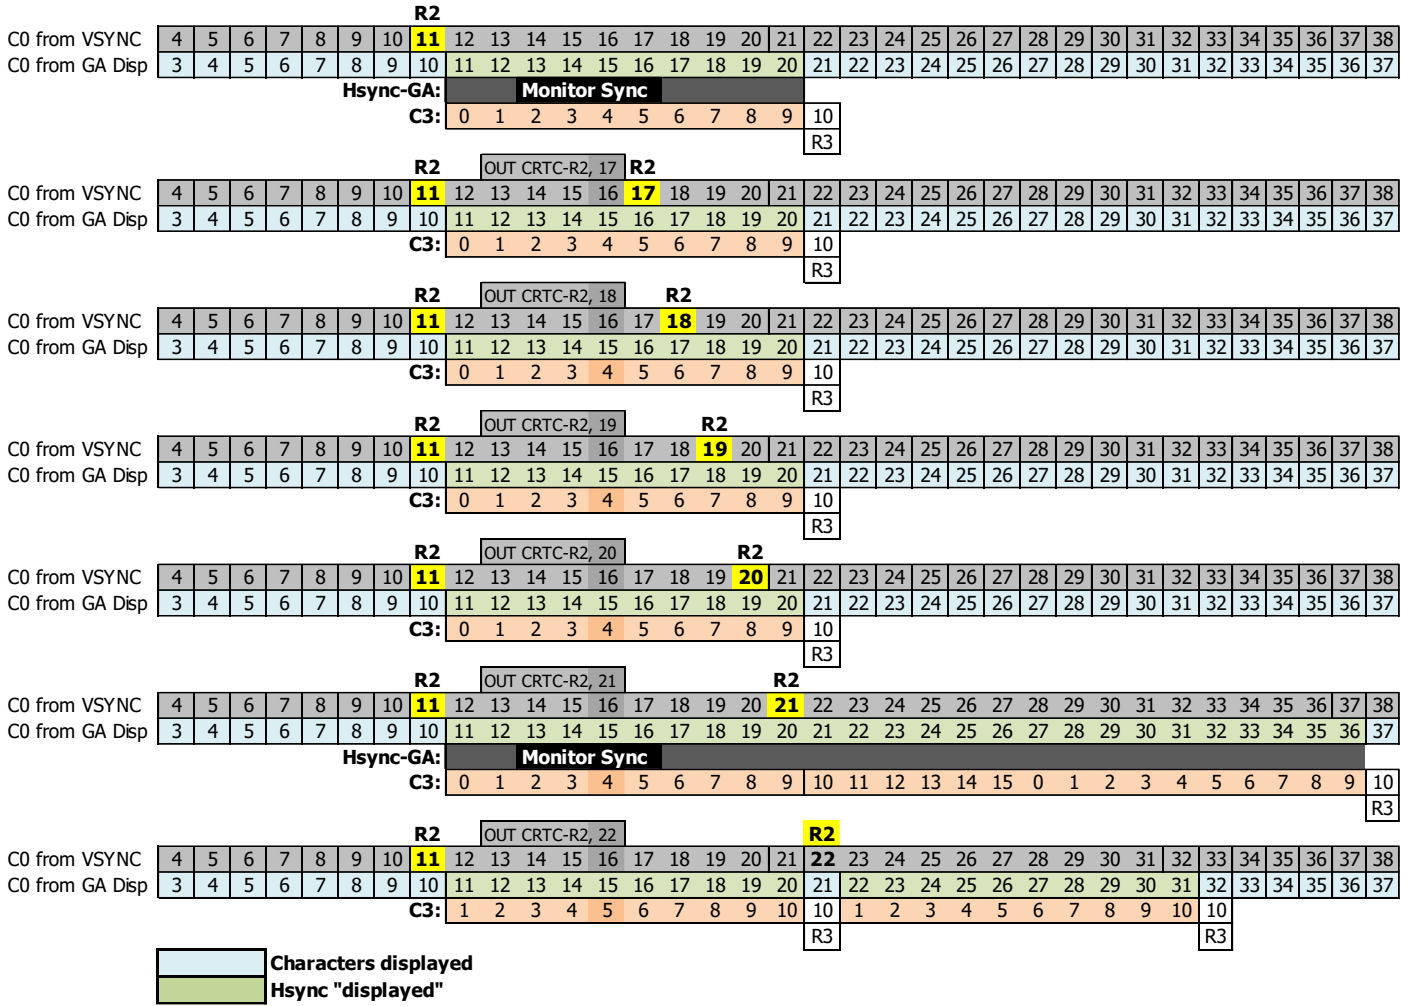 R2
C0 from VSYNC 4 5 6 7 8 9 10 11 12 13 14 15 16 17 18 19 20 21 22 23 24 25 26 27 28 29 30 31 32 33 34 35 36 37 38
C0 from GA Disp 3 4 5 6 7 8 9 10 11 12 13 14 15 16 17 18 19 20 21 22 23 24 25 26 27 28 29 30 31 32 33 34 35 36 37
Hsync-GA: Monitor Sync
C3: 0 1 2 3 4 5 6 7 8 9 10
R3
R2 OUT CRTC-R2, 17 R2
C0 from VSYNC 4 5 6 7 8 9 10 11 12 13 14 15 16 17 18 19 20 21 22 23 24 25 26 27 28 29 30 31 32 33 34 35 36 37 38
C0 from GA Disp 3 4 5 6 7 8 9 10 11 12 13 14 15 16 17 18 19 20 21 22 23 24 25 26 27 28 29 30 31 32 33 34 35 36 37
C3: 0 1 2 3 4 5 6 7 8 9 10
R3
R2 OUT CRTC-R2, 18 R2
C0 from VSYNC 4 5 6 7 8 9 10 11 12 13 14 15 16 17 18 19 20 21 22 23 24 25 26 27 28 29 30 31 32 33 34 35 36 37 38
C0 from GA Disp 3 4 5 6 7 8 9 10 11 12 13 14 15 16 17 18 19 20 21 22 23 24 25 26 27 28 29 30 31 32 33 34 35 36 37
C3: 0 1 2 3 4 5 6 7 8 9 10
R3
R2 OUT CRTC-R2, 19 R2
C0 from VSYNC 4 5 6 7 8 9 10 11 12 13 14 15 16 17 18 19 20 21 22 23 24 25 26 27 28 29 30 31 32 33 34 35 36 37 38
C0 from GA Disp 3 4 5 6 7 8 9 10 11 12 13 14 15 16 17 18 19 20 21 22 23 24 25 26 27 28 29 30 31 32 33 34 35 36 37
C3: 0 1 2 3 4 5 6 7 8 9 10
R3
R2 OUT CRTC-R2, 20 R2
C0 from VSYNC 4 5 6 7 8 9 10 11 12 13 14 15 16 17 18 19 20 21 22 23 24 25 26 27 28 29 30 31 32 33 34 35 36 37 38
C0 from GA Disp 3 4 5 6 7 8 9 10 11 12 13 14 15 16 17 18 19 20 21 22 23 24 25 26 27 28 29 30 31 32 33 34 35 36 37
C3: 0 1 2 3 4 5 6 7 8 9 10
R3
R2 OUT CRTC-R2, 21 R2
C0 from VSYNC 4 5 6 7 8 9 10 11 12 13 14 15 16 17 18 19 20 21 22 23 24 25 26 27 28 29 30 31 32 33 34 35 36 37 38
C0 from GA Disp 3 4 5 6 7 8 9 10 11 12 13 14 15 16 17 18 19 20 21 22 23 24 25 26 27 28 29 30 31 32 33 34 35 36 37
Hsync-GA: Monitor Sync
C3: 0 1 2 3 4 5 6 7 8 9 10 11 12 13 14 15 0 1 2 3 4 5 6 7 8 9 10
R3
R2 OUT CRTC-R2, 22 R2
C0 from VSYNC 4 5 6 7 8 9 10 11 12 13 14 15 16 17 18 19 20 21 22 23 24 25 26 27 28 29 30 31 32 33 34 35 36 37 38
C0 from GA Disp 3 4 5 6 7 8 9 10 11 12 13 14 15 16 17 18 19 20 21 22 23 24 25 26 27 28 29 30 31 32 33 34 35 36 37
C3: 1 2 3 4 5 6 7 8 9 10 10 1 2 3 4 5 6 7 8 9 10 10
R3 R3
Characters displayed
Hsync "displayed"